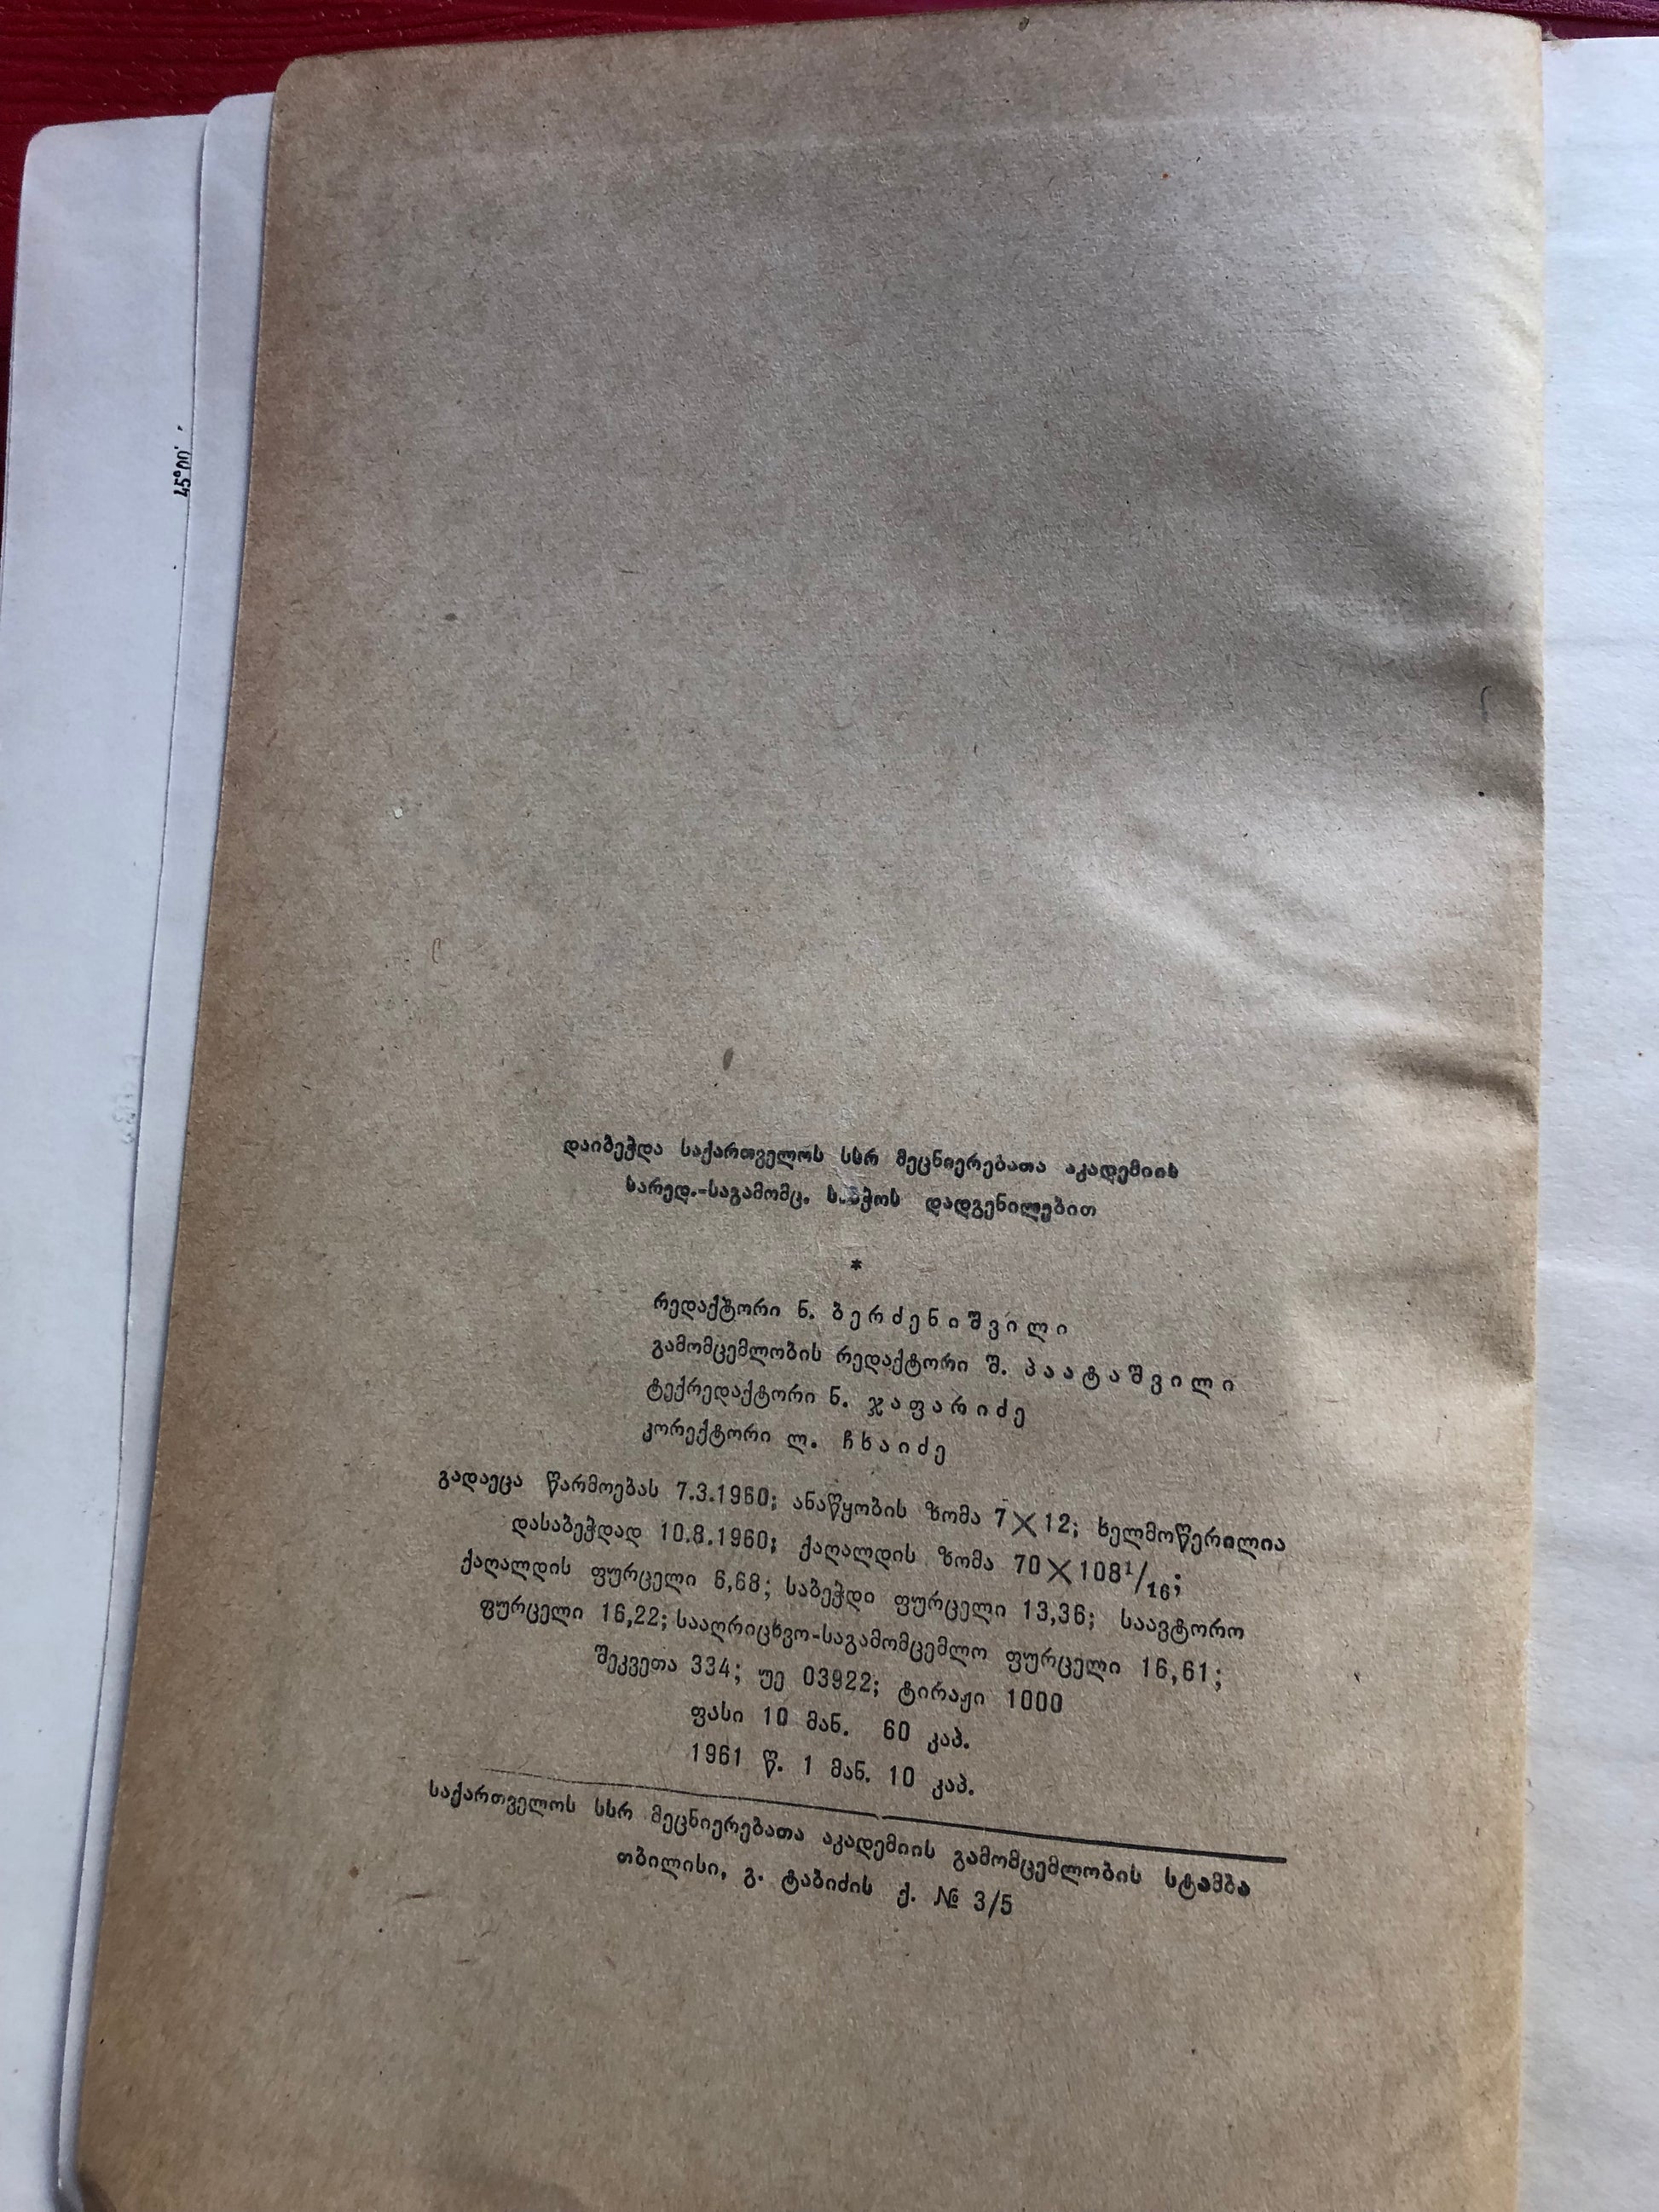 45°00'
დაიბეჭდა საქართველოს სსრ მეცნიერებათა აკადემიის
სარედ.-საგამომც. საბჭოს დადგენილებით
*
რედაქტორი ნ. ბერძენიშვილი
გამომცემლობის რედაქტორი შ. პაატაშვილი
ტექრედაქტორი ნ. ჯაფარიძე
კორექტორი ლ. ჩხაიძე
გადაეცა წარმოებას 7.3.1960; ანაწყობის ზომა 7×12; ხელმოწერილია
დასაბეჭდად 10.8.1960; ქაღალდის ზომა 70×108¹/₁₆;
ქაღალდის ფურცელი 6,68; საბეჭდი ფურცელი 13,36; საავტორო
ფურცელი 16,22; სააღრიცხვო-საგამომცემლო ფურცელი 16,61;
შეკვეთა 334; უე 03922; ტირაჟი 1000
ფასი 10 მან. 60 კაპ.
1961 წ. 1 მან. 10 კაპ.
საქართველოს სსრ მეცნიერებათა აკადემიის გამომცემლობის სტამბა
თბილისი, გ. ტაბიძის ქ. № 3/5